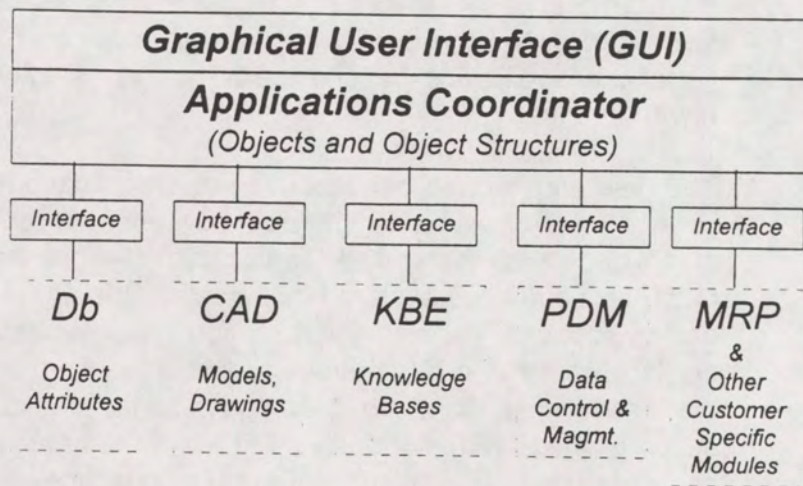 Graphical User Interface (GUI)
Applications Coordinator
(Objects and Object Structures)
Interface
Interface
Interface
Interface
Interface
Db
Object
Attributes
CAD
Models,
Drawings
KBE
Knowledge
Bases
PDM
Data
Control &
Magmt.
MRP
&
Other
Customer
Specific
Modules